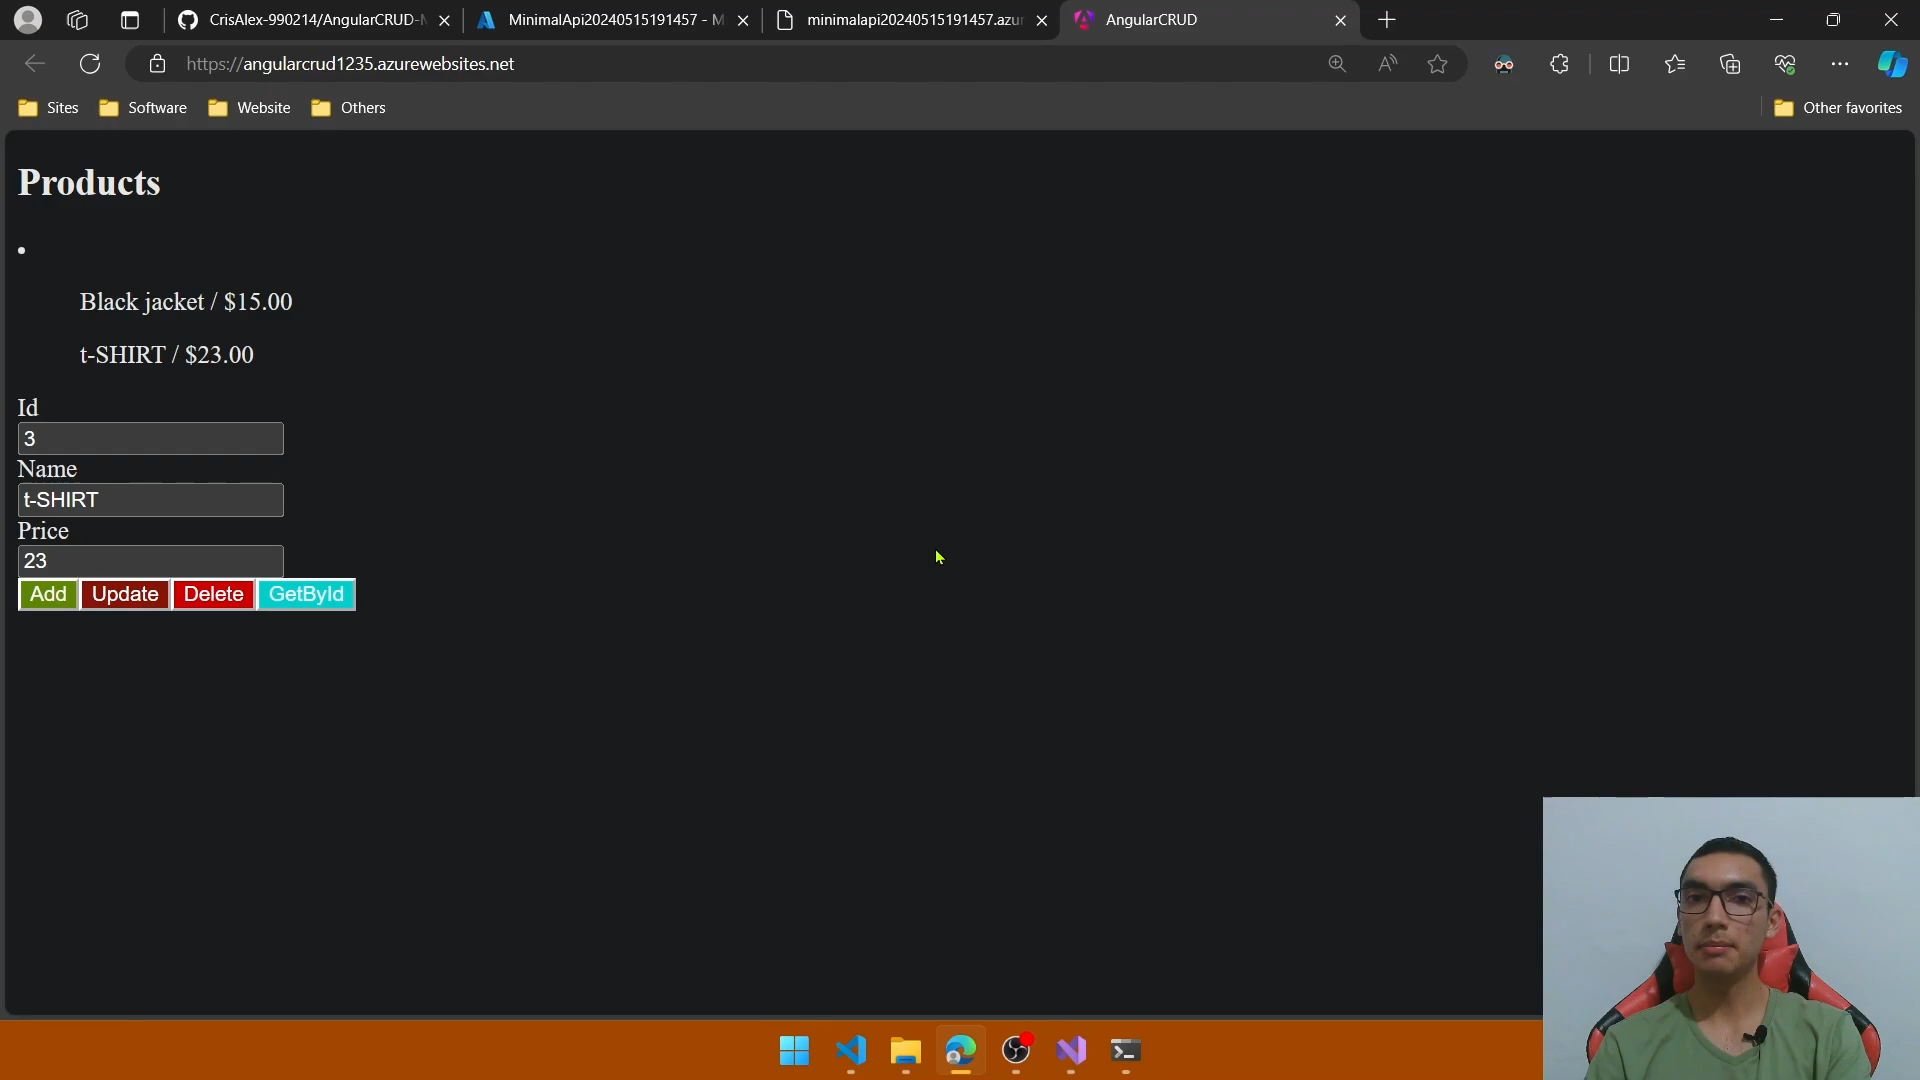 CrisAlex-990214/AngularCRUD-
MinimalApi20240515191457 - M
minimalapi20240515191457.azur
AngularCRUD
https://angularcrud1235.azurewebsites.net
Sites
Software
Website
Others
Other favorites
Products
Black jacket / $15.00
t-SHIRT / $23.00
Id
3
Name
t-SHIRT
Price
23
Add Update Delete GetById